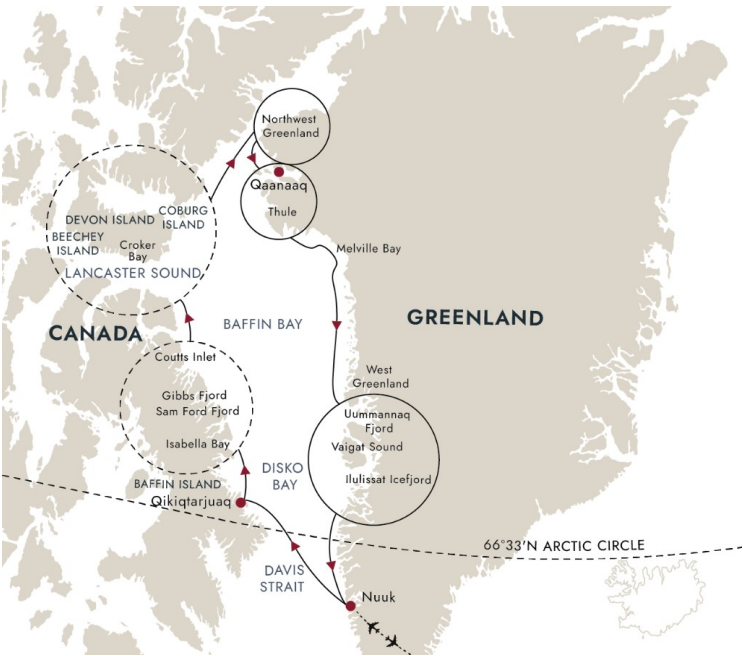 Northwest
Greenland
Qaanaaq
Thule
DEVON ISLAND
COBURG
ISLAND
BEECHEY
ISLAND
Croker
Bay
LANCASTER SOUND
Melville Bay
CANADA
BAFFIN BAY
GREENLAND
Coutts Inlet
West
Greenland
Gibbs Fjord
Sam Ford Fjord
Uummannaq
Fjord
Isabella Bay
Vaigat Sound
DISKO
BAY
Ilulissat Icefjord
BAFFIN ISLAND
Qikiqtarjuaq
66°33'N ARCTIC CIRCLE
DAVIS
STRAIT
Nuuk